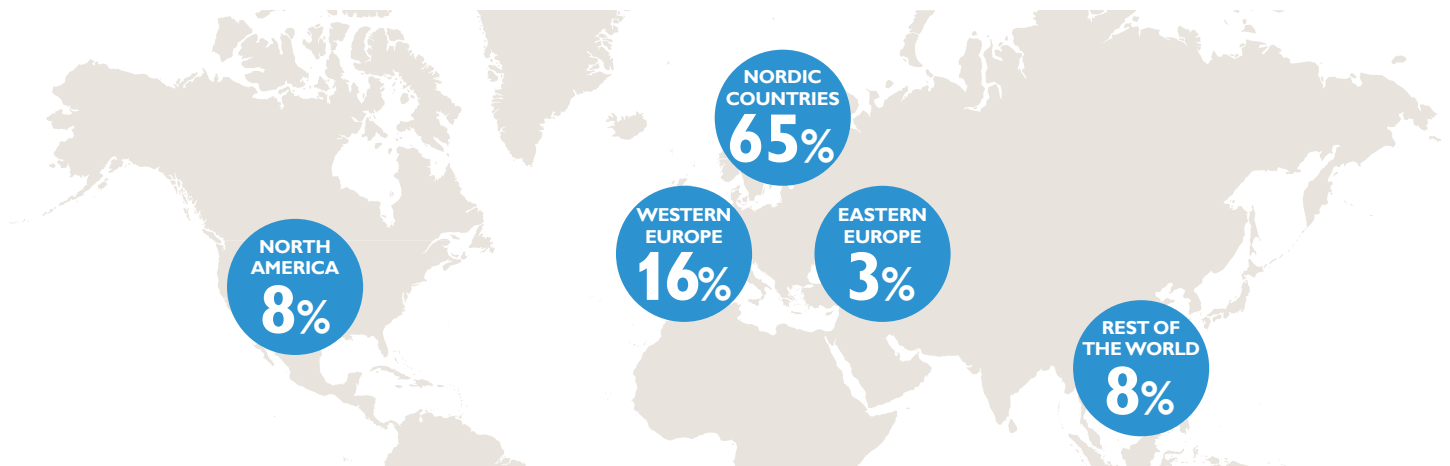 NORDIC
COUNTRIES
65%
WESTERN
EUROPE
16%
EASTERN
EUROPE
3%
NORTH
AMERICA
8%
REST OF
THE WORLD
8%